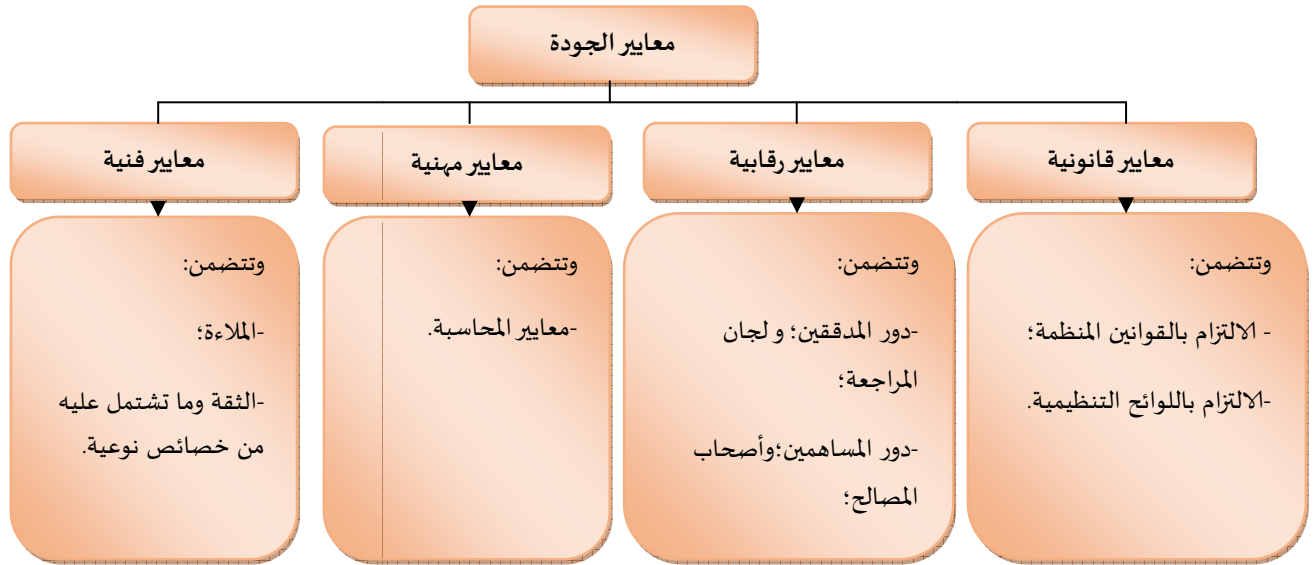 معايير الجودة
معايير قانونية
معايير رقابية
معايير مهنية
معايير فنية
وتتضمن:
- الالتزام بالقوانين المنظمة؛
-الالتزام باللوائح التنظيمية.
وتتضمن:
-دور المدققين؛ و لجان
المراجعة؛
-دور المساهمين؛وأصحاب
المصالح؛
وتتضمن:
-معايير المحاسبة.
وتتضمن:
-الملاءة؛
-الثقة وما تشتمل عليه
من خصائص نوعية.